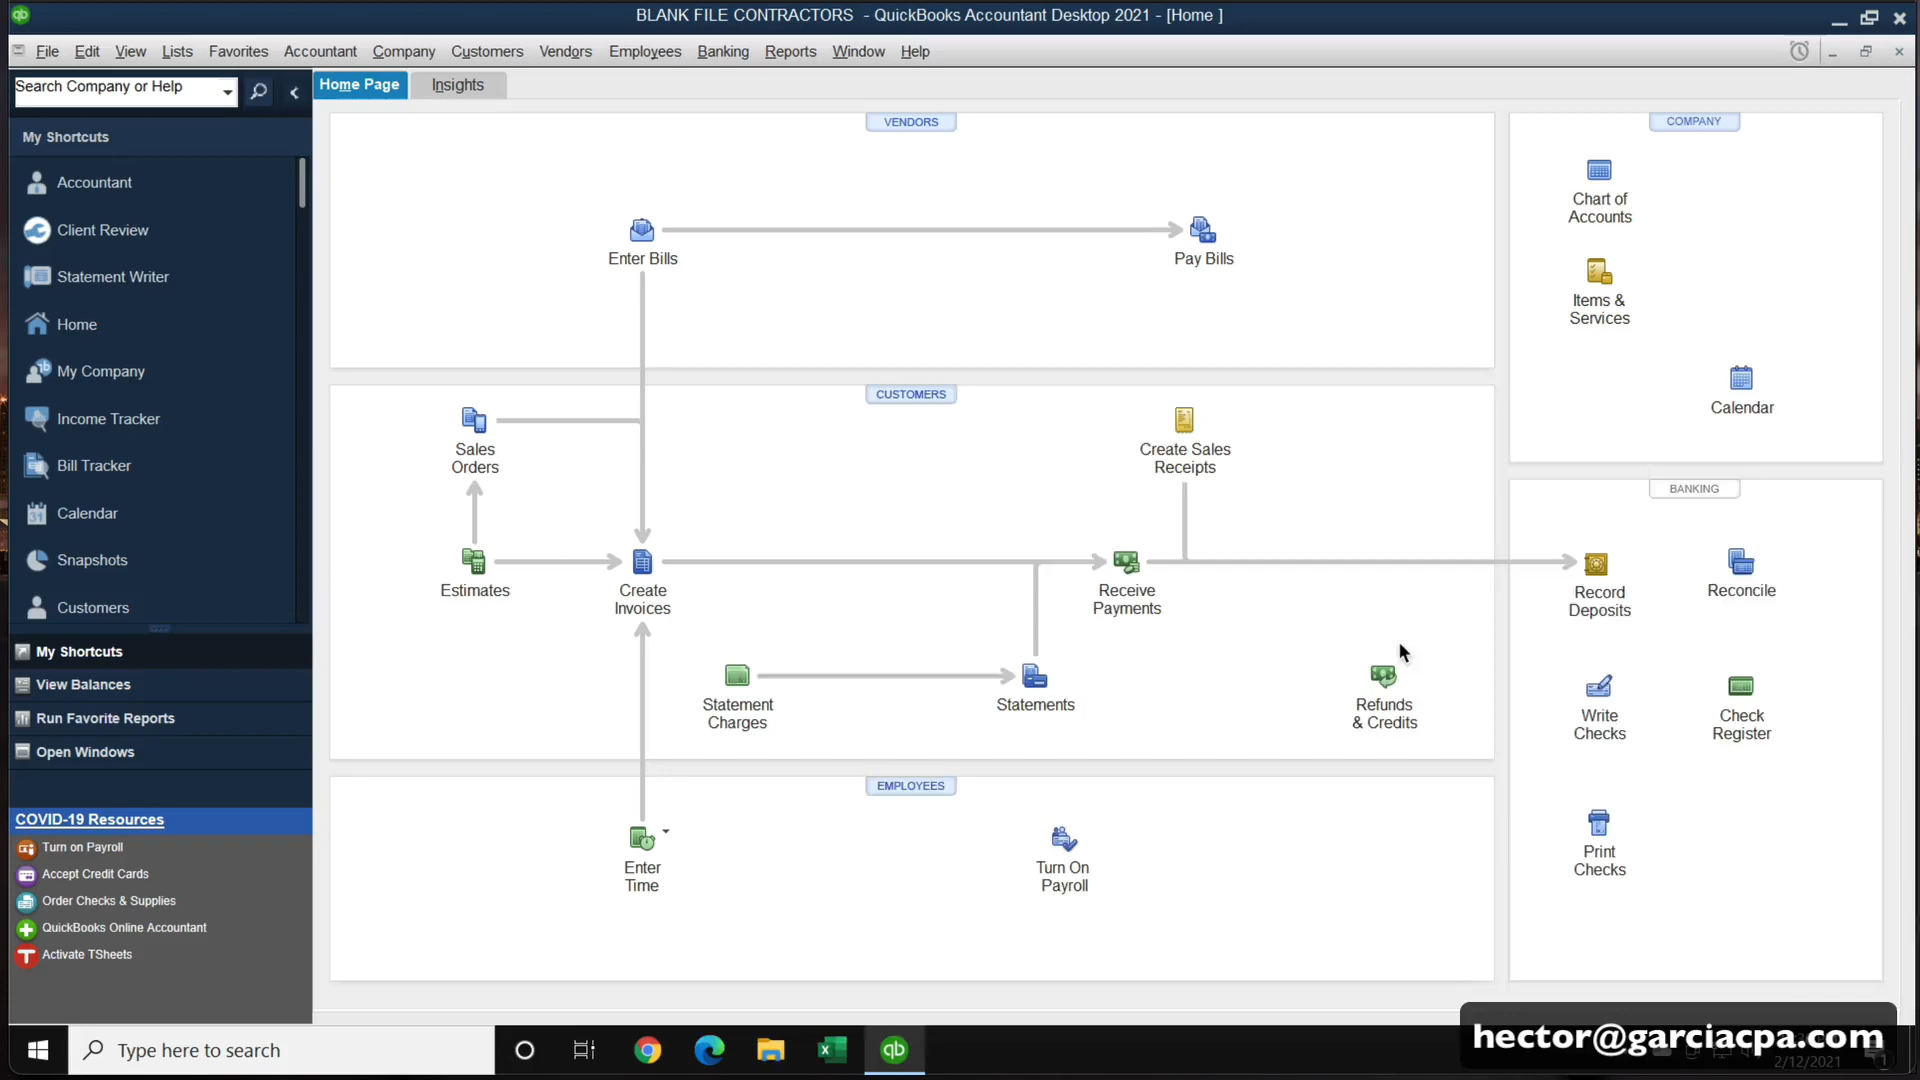 BLANK FILE CONTRACTORS - QuickBooks Accountant Desktop 2021 - [Home ]
File Edit View Lists Favorites Accountant Company Customers Vendors Employees Banking Reports Window Help
Search Company or Help
Home Page
Insights
My Shortcuts
Accountant
Client Review
Statement Writer
Home
My Company
Income Tracker
Bill Tracker
Calendar
Snapshots
Customers
My Shortcuts
View Balances
Run Favorite Reports
Open Windows
COVID-19 Resources
Turn on Payroll
Accept Credit Cards
Order Checks & Supplies
QuickBooks Online Accountant
Activate TSheets
VENDORS
Enter Bills
Pay Bills
CUSTOMERS
Sales
Orders
Create Sales
Receipts
Estimates
Create
Invoices
Receive
Payments
Statement
Charges
Statements
Refunds
& Credits
EMPLOYEES
Enter
Time
Turn On
Payroll
COMPANY
Chart of
Accounts
Items &
Services
Calendar
BANKING
Record
Deposits
Reconcile
Write
Checks
Check
Register
Print
Checks
Type here to search
hector@garciacpa.com
2/12/2021